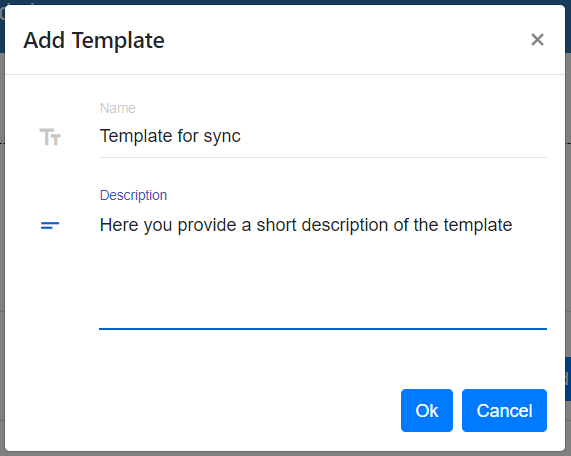 Add Template
×
Name
Template for sync
Description
Here you provide a short description of the template
Ok
Cancel